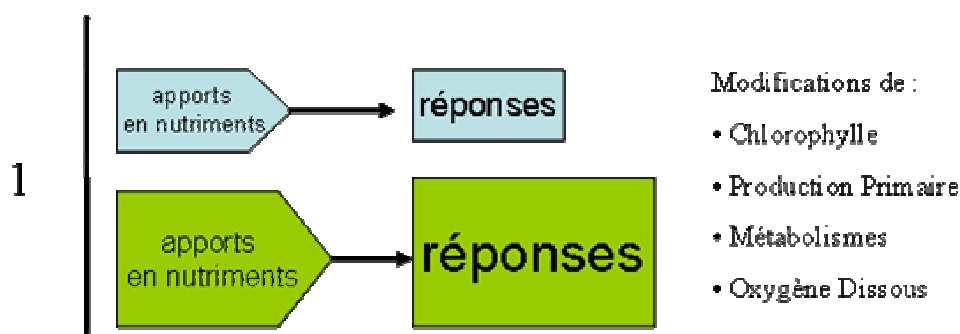 1
apports
en nutriments
réponses
apports
en nutriments
réponses
Modifications de :
• Chlorophylle
• Production Primaire
• Métabolismes
• Oxygène Dissous